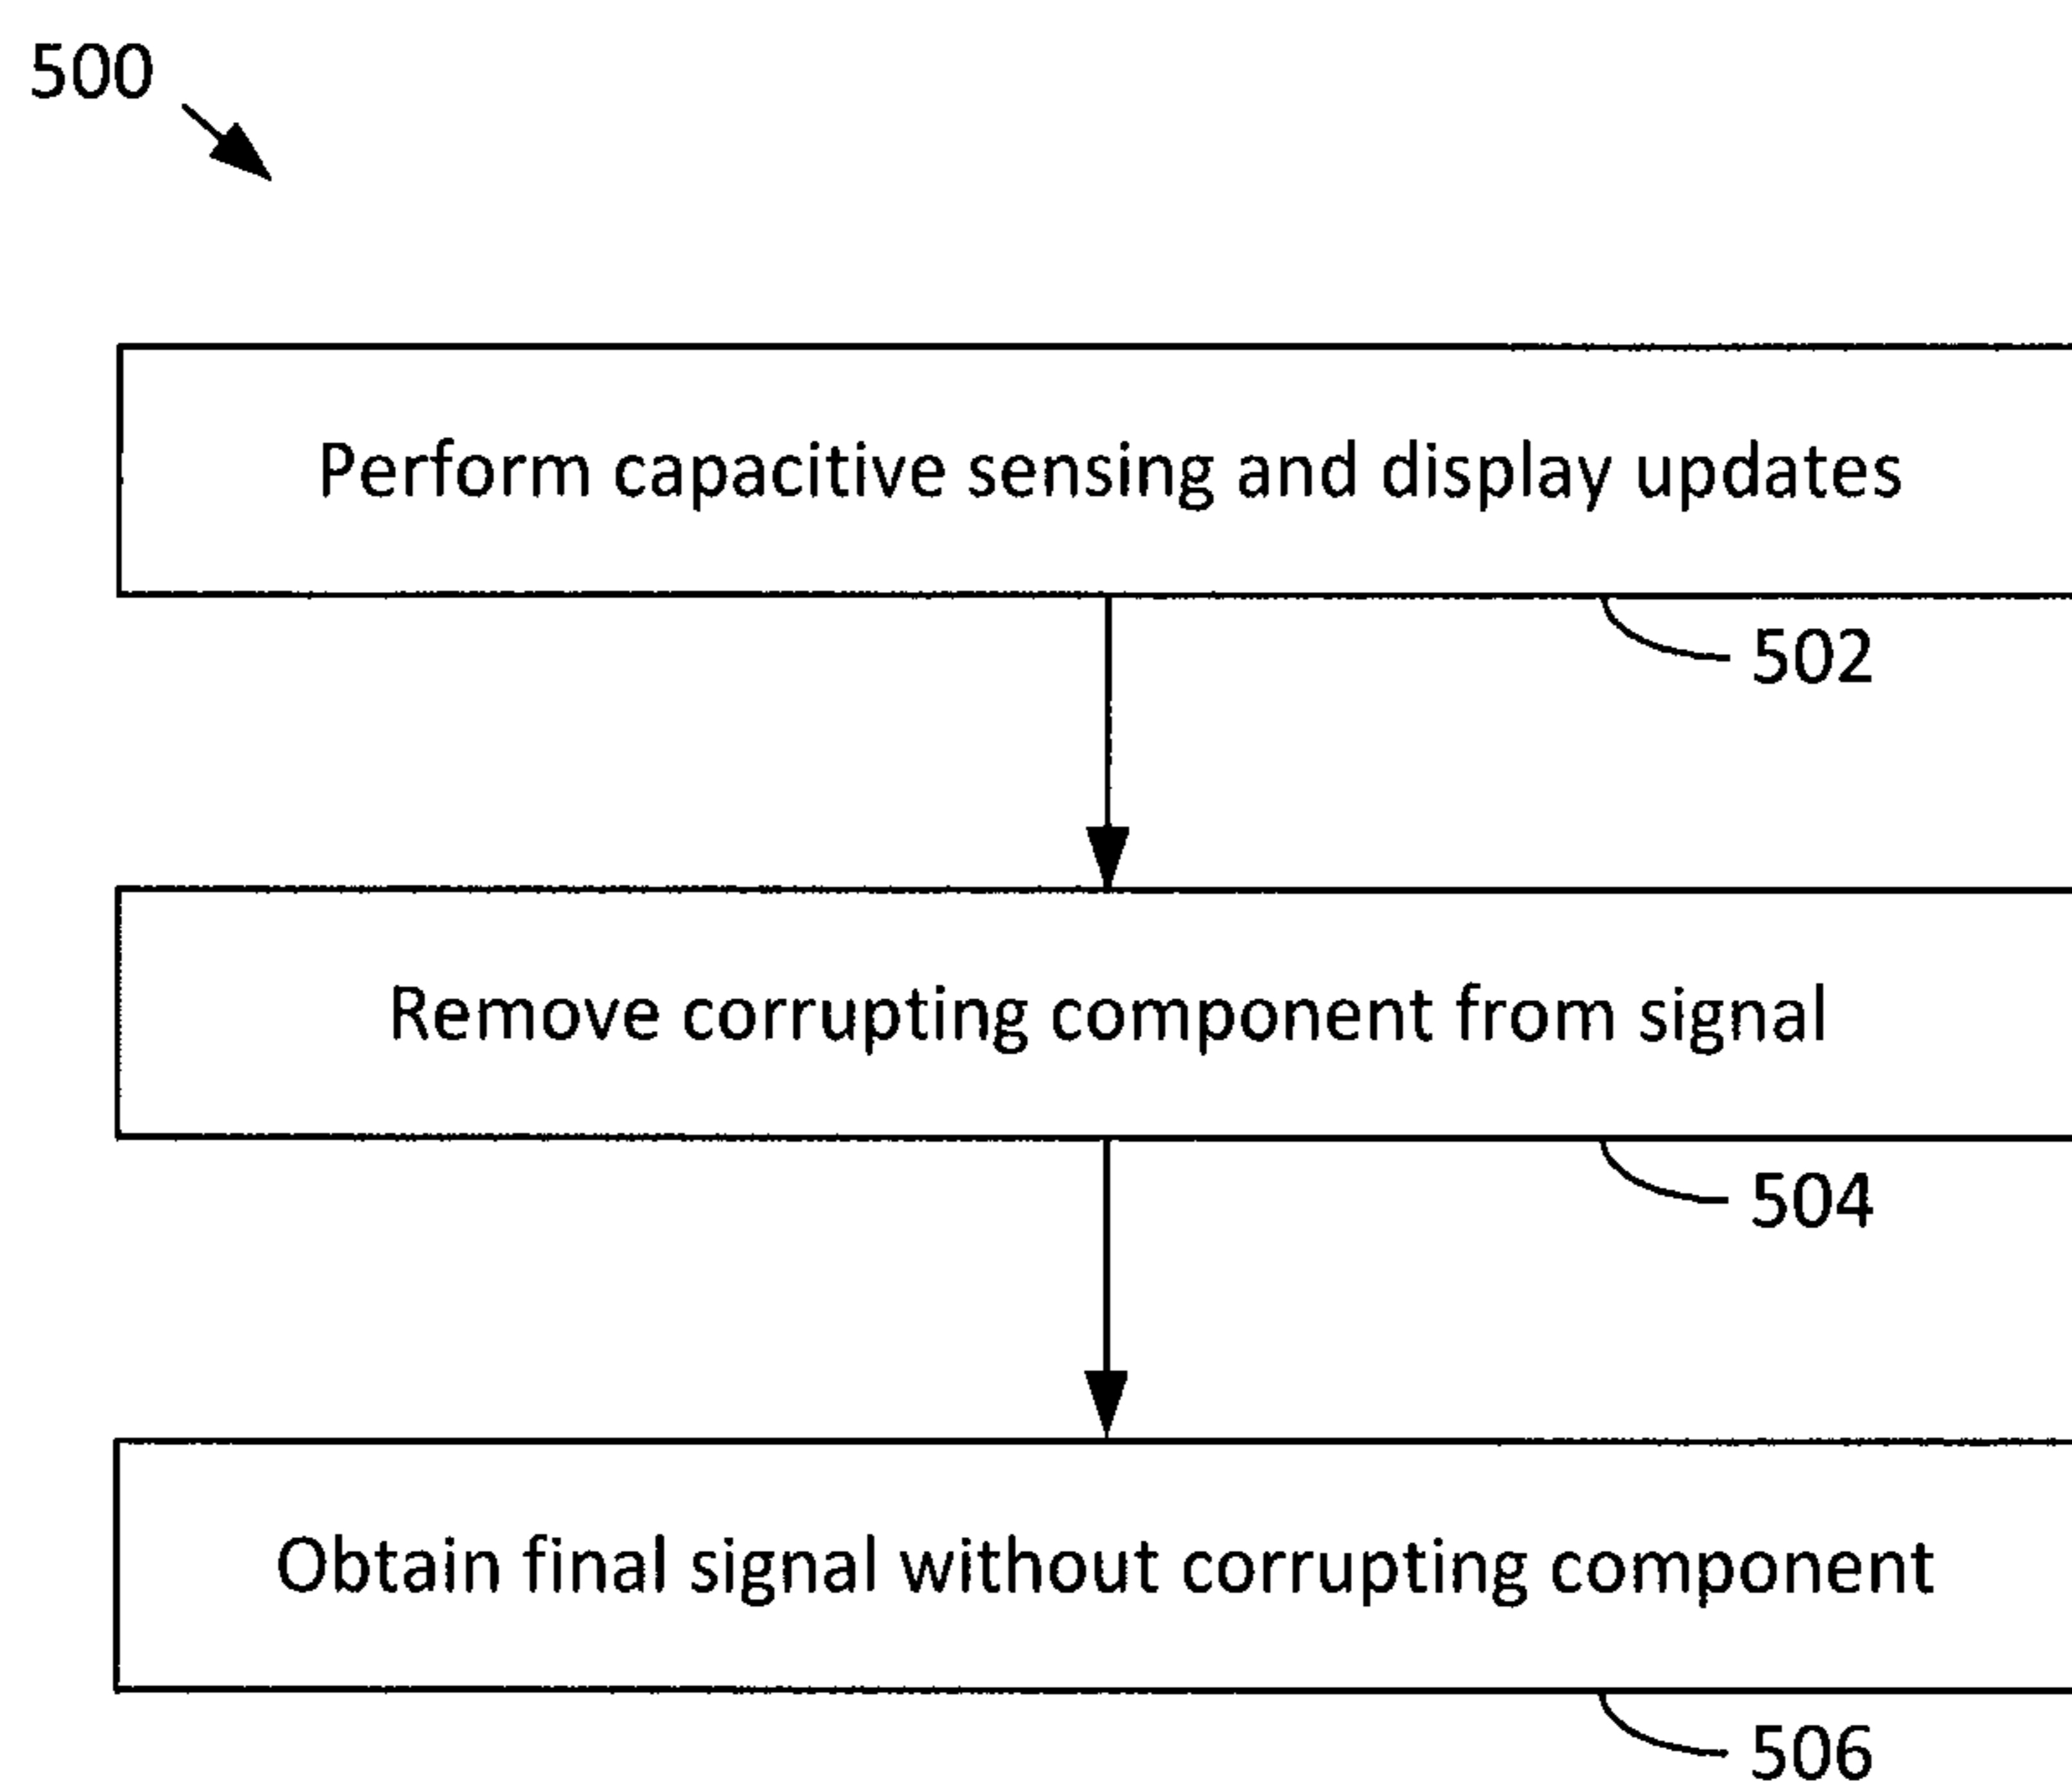 500
Perform capacitive sensing and display updates
502
Remove corrupting component from signal
504
Obtain final signal without corrupting component
506